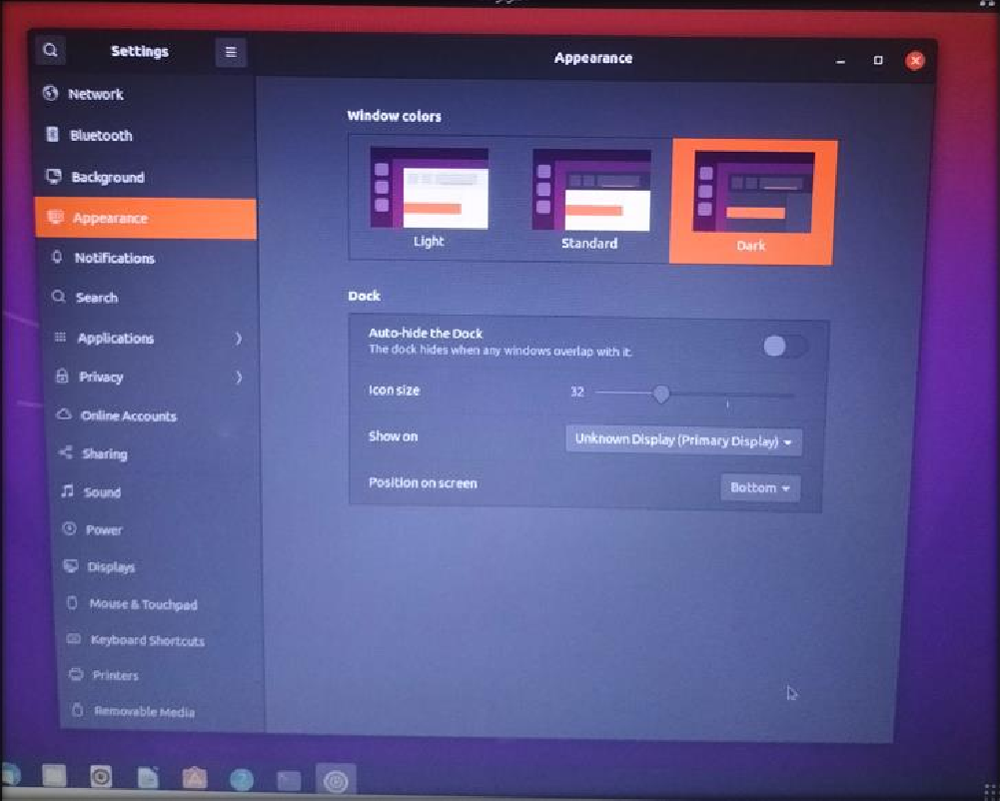 Settings
Appearance
Network
Bluetooth
Background
Appearance
Notifications
Search
Applications
Privacy
Online Accounts
Sharing
Sound
Power
Displays
Mouse & Touchpad
Keyboard Shortcuts
Printers
Removable Media
Window colors
Light
Standard
Dark
Dock
Auto-hide the Dock
The dock hides when any windows overlap with it.
Icon size
32
Show on
Unknown Display (Primary Display)
Position on screen
Bottom